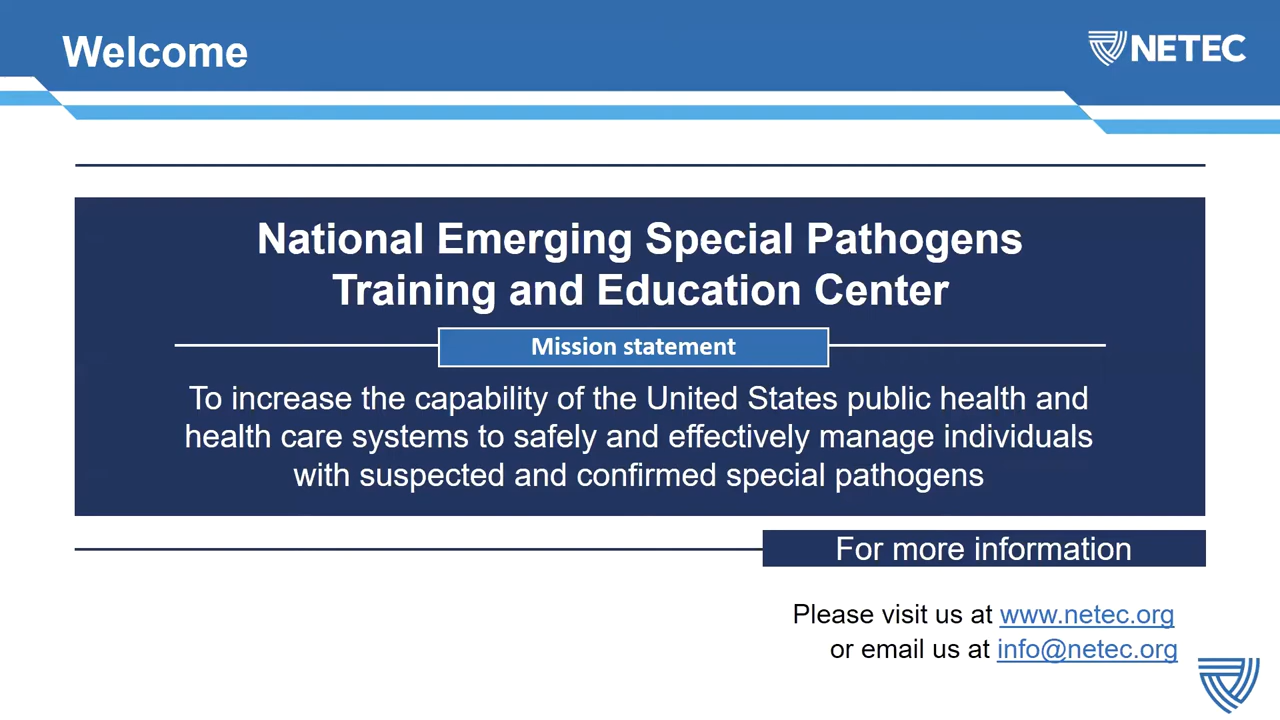 Welcome
NETEC
National Emerging Special Pathogens
Training and Education Center
Mission statement
To increase the capability of the United States public health and
health care systems to safely and effectively manage individuals
with suspected and confirmed special pathogens
For more information
Please visit us at www.netec.org
or email us at info@netec.org